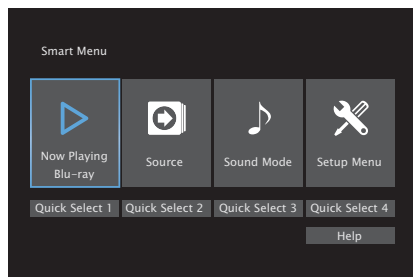 Smart Menu
Now Playing
Blu-ray
Source
Sound Mode
Setup Menu
Quick Select 1
Quick Select 2
Quick Select 3
Quick Select 4
Help